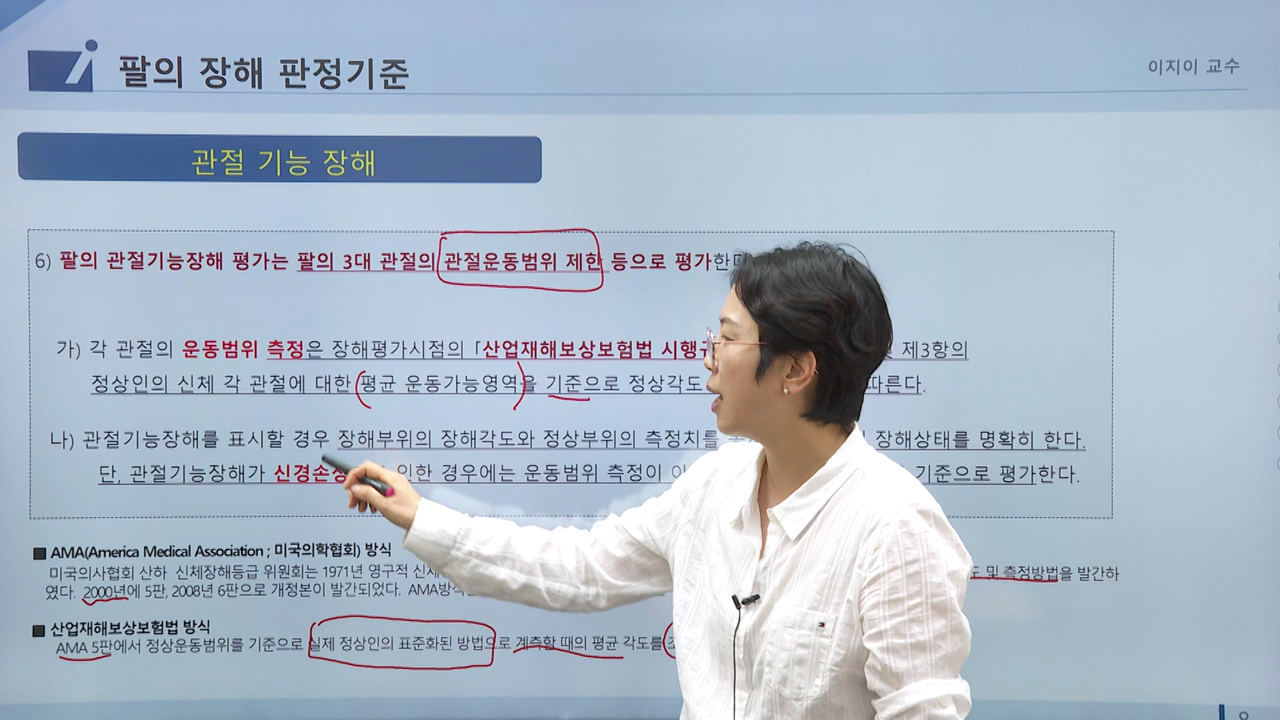 팔의 장해 판정기준
이지이 교수
관절 기능 장해
6) 팔의 관절기능장해 평가는 팔의 3대 관절의 관절운동범위 제한 등으로 평가한
가) 각 관절의 운동범위 측정은 장해평가시점의 「산업재해보상보험법 시행 제3항의
정상인의 신체 각 관절에 대한 평균 운동가능영역을 기준으로 정상각도 따른다.
나) 관절기능장해를 표시할 경우 장해부위의 장해각도와 정상부위의 측정치를 장해상태를 명확히 한다.
단, 관절기능장해가 신경손 인한 경우에는 운동범위 측정이 기준으로 평가한다.
■ AMA(America Medical Association ; 미국의학협회) 방식
미국의사협회 산하 신체장해등급 위원회는 1971년 영구적 및 측정방법을 발간하
였다. 2000년에 5판, 2008년 6판으로 개정본이 발간되었다.
■ 산업재해보상보험법 방식
AMA 5판에서 정상운동범위를 기준으로 실제 정상인의 표준화된 방법으로 계측할 때의 평균 각도를